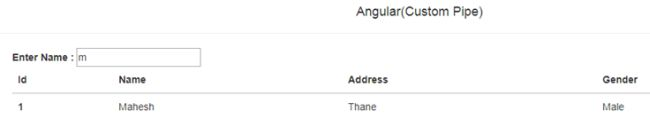 Angular(Custom Pipe)
Enter Name : m
Id Name Address Gender
1 Mahesh Thane Male